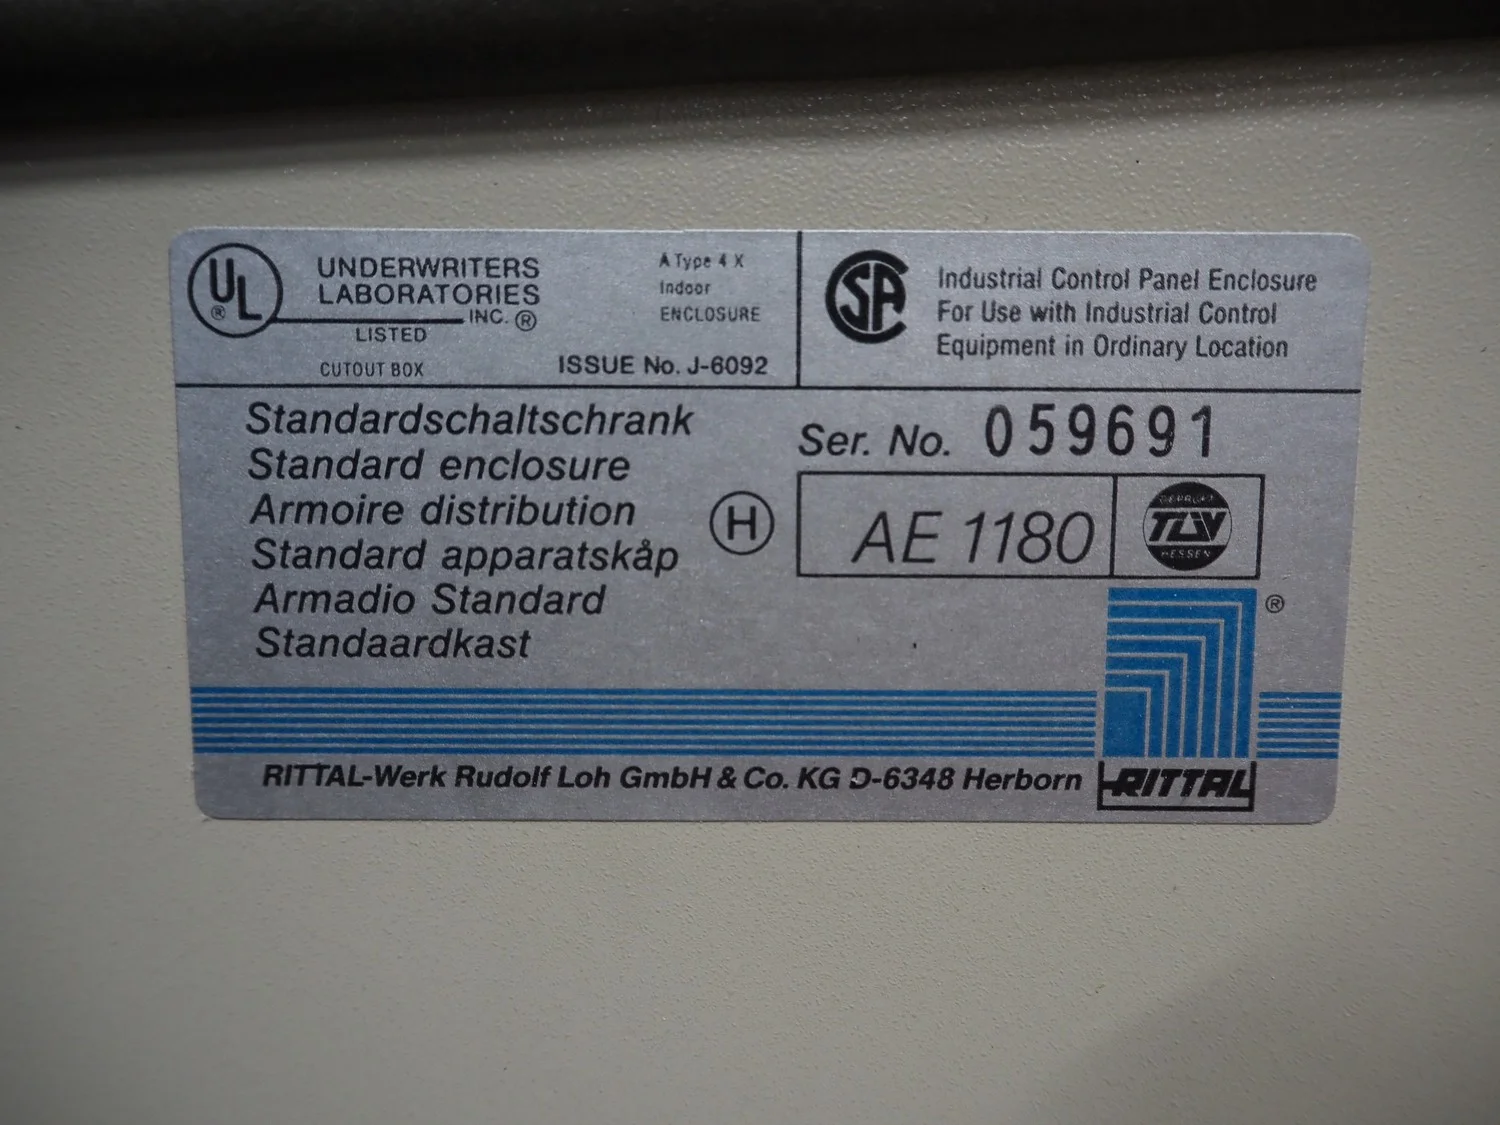 UL ®
UNDERWRITERS
LABORATORIES
INC. ®
LISTED
CUTOUT BOX
A Type 4 X
Indoor
ENCLOSURE
ISSUE No. J-6092
SA
Industrial Control Panel Enclosure
For Use with Industrial Control
Equipment in Ordinary Location
Standardschaltschrank
Standard enclosure
Armoire distribution
Standard apparatskåp
Armadio Standard
Standaardkast
H
Ser. No. 059691
AE 1180
TÜV
HESSEN
®
RITTAL-Werk Rudolf Loh GmbH & Co. KG D-6348 Herborn
RITTAL